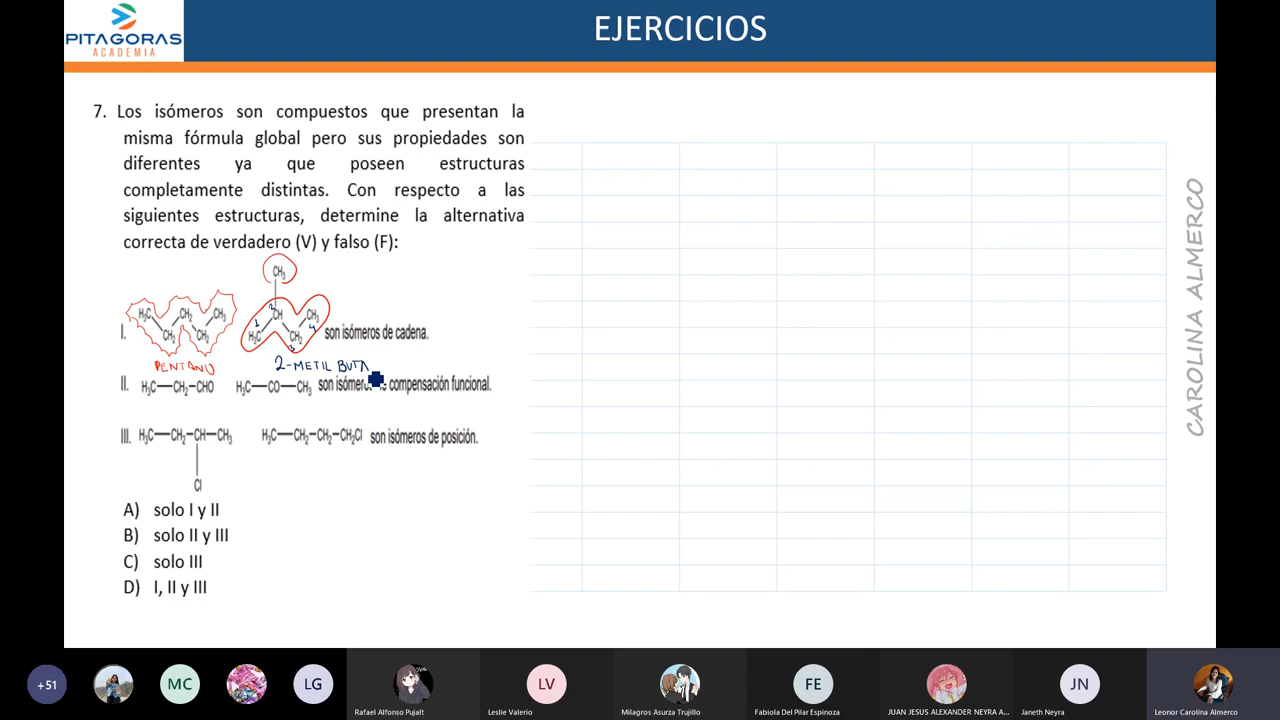 PITAGORAS
ACADEMIA
EJERCICIOS
7. Los isómeros son compuestos que presentan la
misma fórmula global pero sus propiedades son
diferentes ya que poseen estructuras
completamente distintas. Con respecto a las
siguientes estructuras, determine la alternativa
correcta de verdadero (V) y falso (F):
CH₃
H₃C CH₂ CH₃ 2 CH CH₃
1 4
I. CH₂ CH₂ H₃C CH₂ son isómeros de cadena.
3
PENTANO 2-METIL BUTA
II. H₃C—CH₂—CHO H₃C—CO—CH₃ son isómeros compensación funcional.
III. H₃C—CH₂—CH—CH₃ H₃C—CH₂—CH₂—CH₂Cl son isómeros de posición.
Cl
A) solo I y II
B) solo II y III
C) solo III
D) I, II y III
CAROLINA ALMERCO
+51 MC LG LV FE JN
Rafael Alfonso Pujalt Leslie Valerio Milagros Asurza Trujillo Fabiola Del Pilar Espinoza JUAN JESUS ALEXANDER NEYRA A... Janeth Neyra Leonor Carolina Almerco